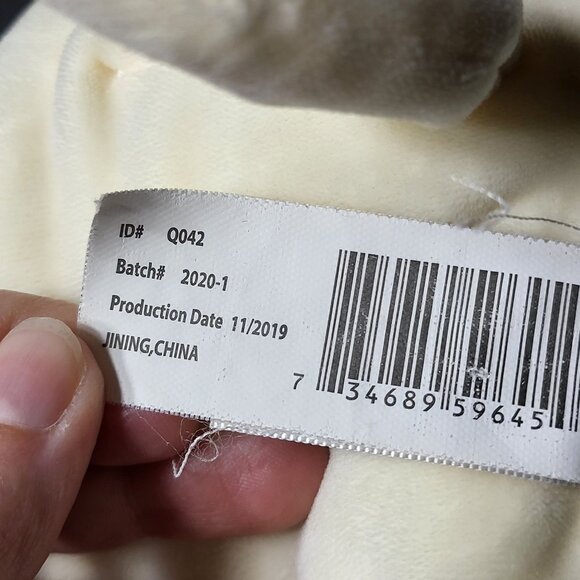 ID# Q042
Batch# 2020-1
Production Date 11/2019
JINING,CHINA
7 34689 59645